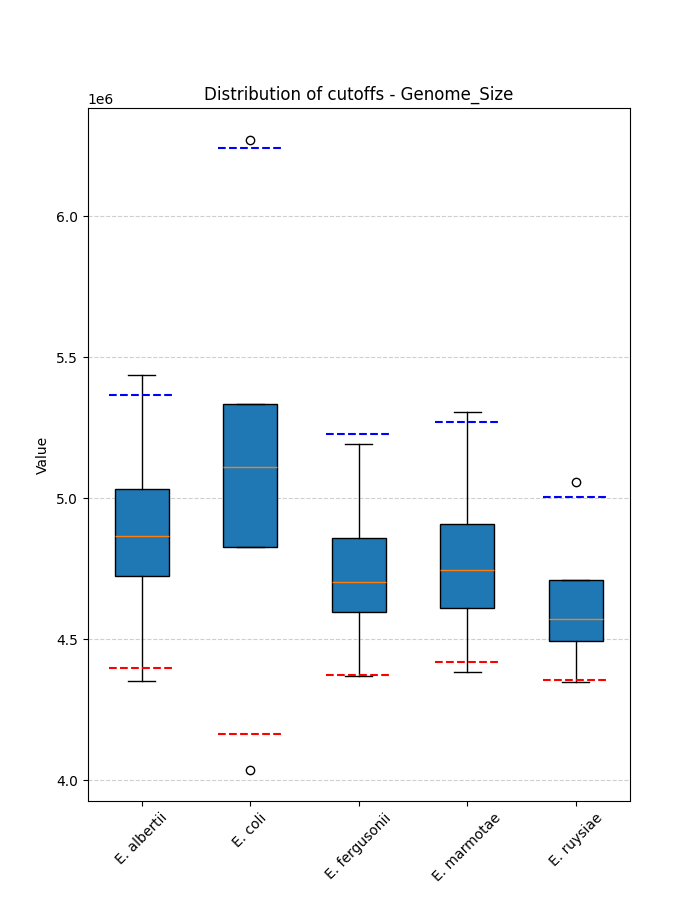 Distribution of cutoffs - Genome_Size
1e6
6.0
5.5
5.0
4.5
4.0
Value
E. albertii
E. coli
E. fergusonii
E. marmotae
E. ruysiae